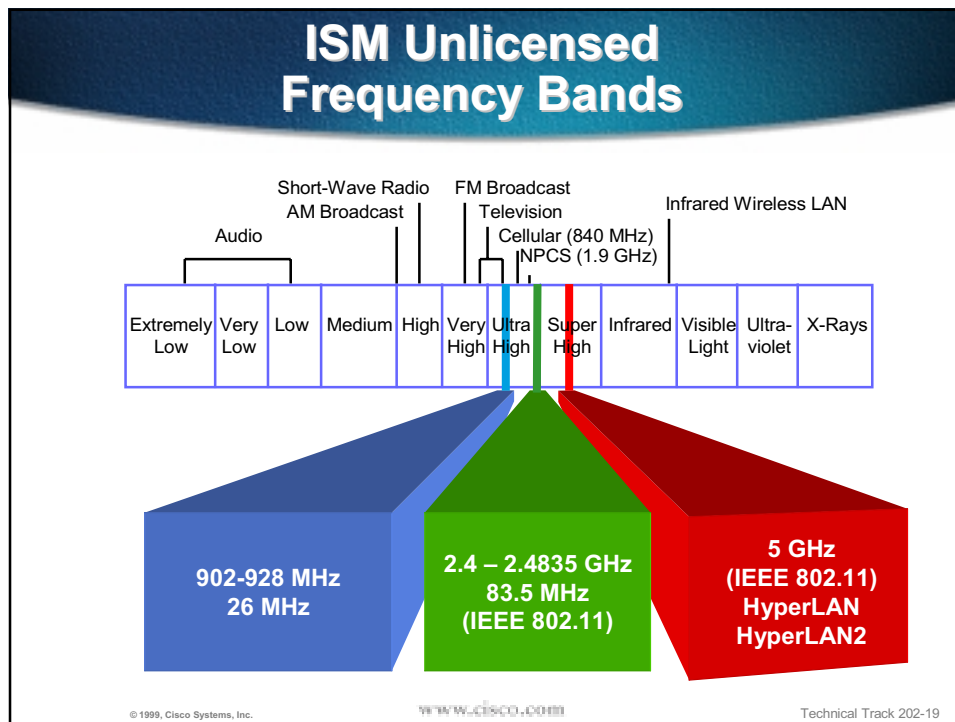 ISM Unlicensed
Frequency Bands
Short-Wave Radio
FM Broadcast
AM Broadcast
Television
Infrared Wireless LAN
Audio
Cellular (840 MHz)
NPCS (1.9 GHz)
Extremely
Low
Very
Low
Low
Medium
High
Very
High
Ultra
High
Super
High
Infrared
Visible
Light
Ultra-
violet
X-Rays
902-928 MHz
26 MHz
2.4 – 2.4835 GHz
83.5 MHz
(IEEE 802.11)
5 GHz
(IEEE 802.11)
HyperLAN
HyperLAN2
© 1999, Cisco Systems, Inc.
www.cisco.com
Technical Track 202-19